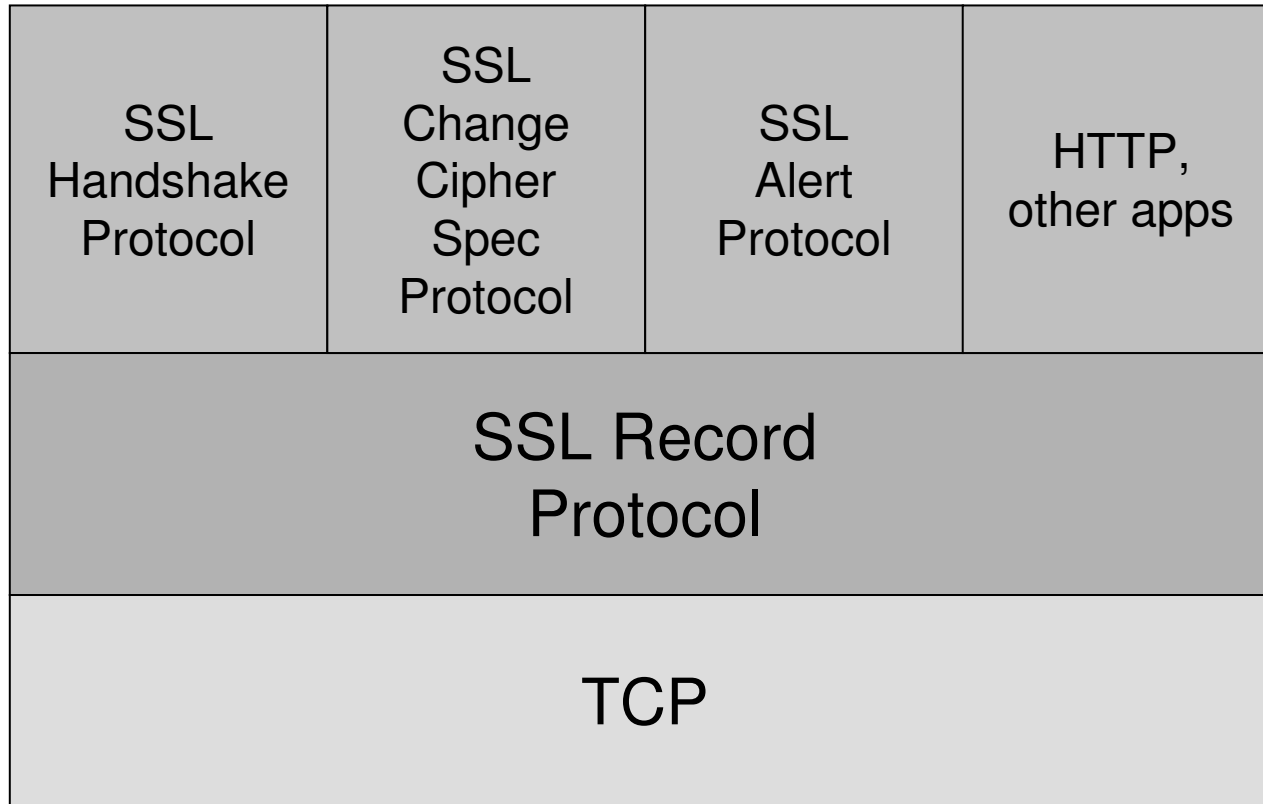 SSL
Handshake
Protocol
SSL
Change
Cipher
Spec
Protocol
SSL
Alert
Protocol
HTTP,
other apps
SSL Record
Protocol
TCP